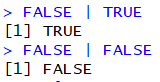 > FALSE | TRUE
[1] TRUE
> FALSE | FALSE
[1] FALSE